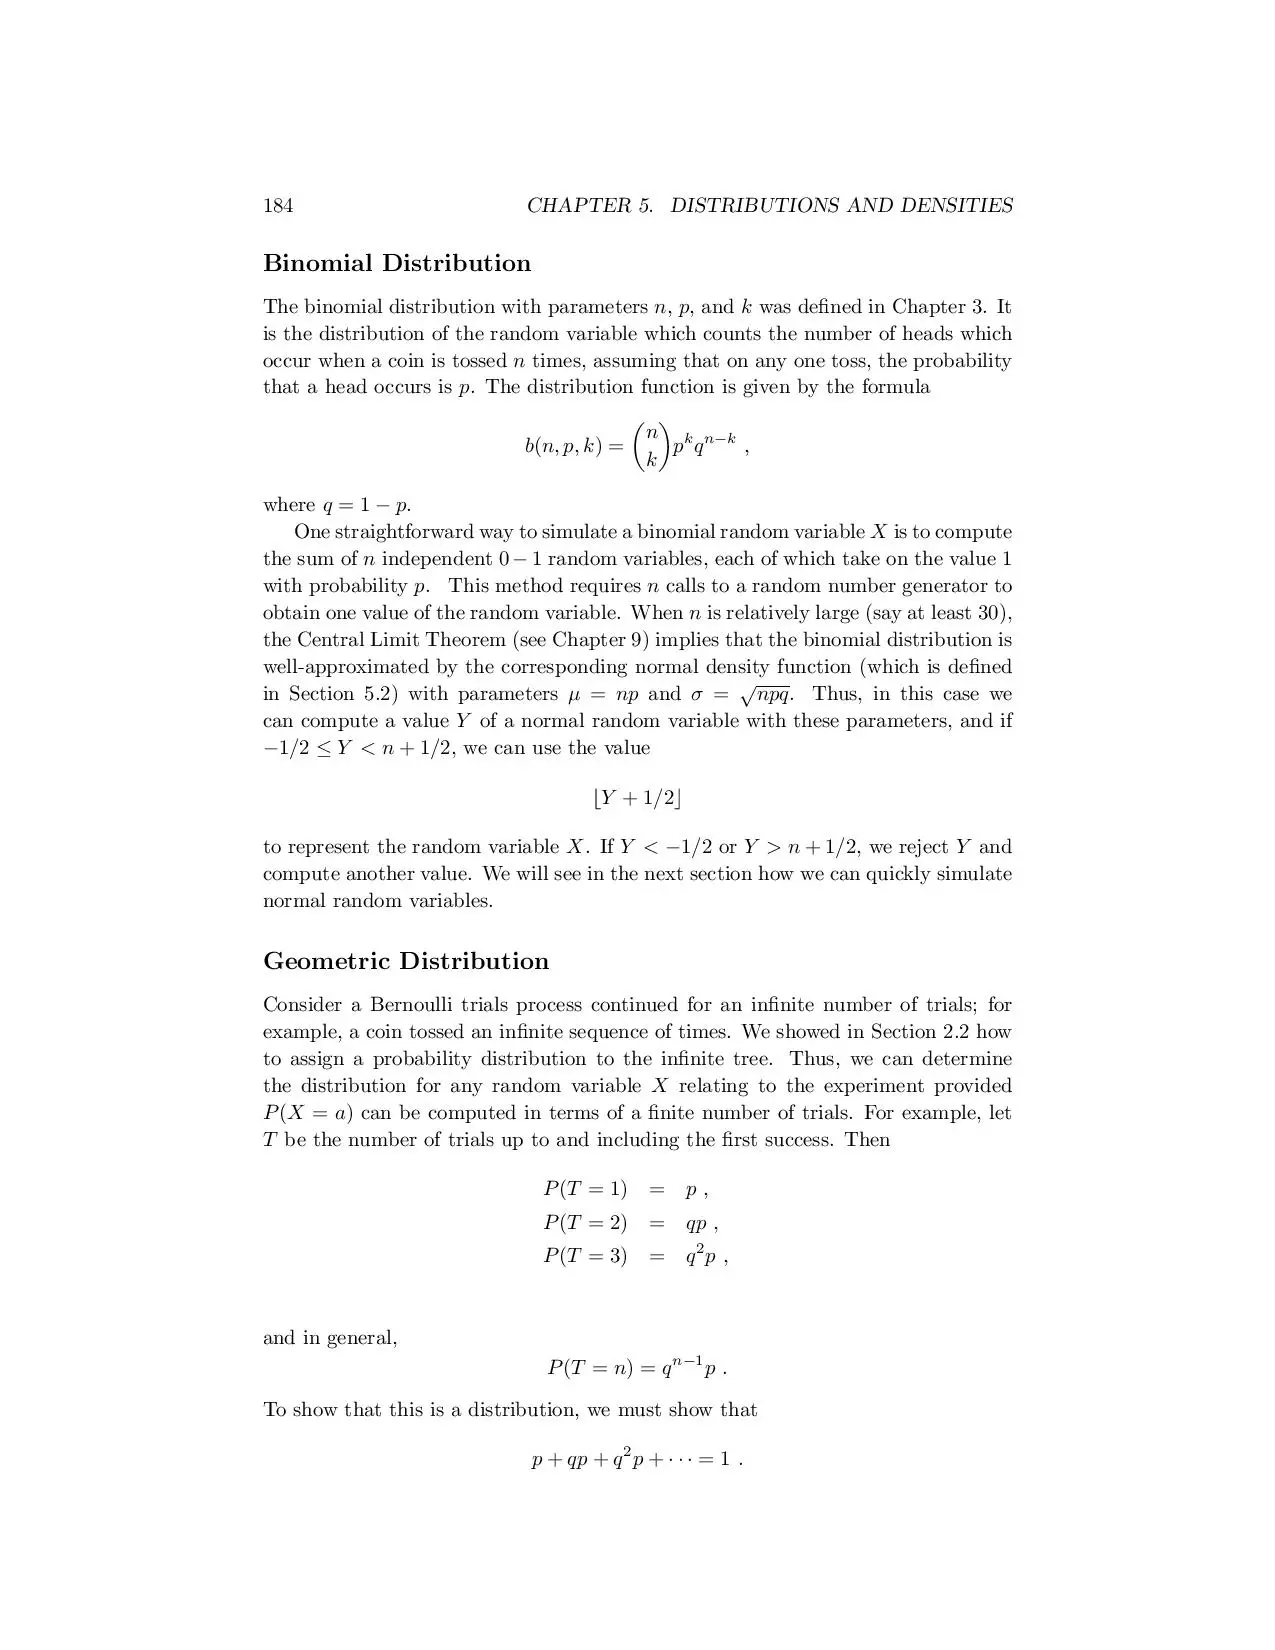 184 CHAPTER 5. DISTRIBUTIONS AND DENSITIES
Binomial Distribution
The binomial distribution with parameters n, p, and k was defined in Chapter 3. It
is the distribution of the random variable which counts the number of heads which
occur when a coin is tossed n times, assuming that on any one toss, the probability
that a head occurs is p. The distribution function is given by the formula
b(n, p, k) = \binom{n}{k} p^k q^{n−k} ,
where q = 1 − p.
One straightforward way to simulate a binomial random variable X is to compute
the sum of n independent 0 − 1 random variables, each of which take on the value 1
with probability p. This method requires n calls to a random number generator to
obtain one value of the random variable. When n is relatively large (say at least 30),
the Central Limit Theorem (see Chapter 9) implies that the binomial distribution is
well-approximated by the corresponding normal density function (which is defined
in Section 5.2) with parameters μ = np and σ = √npq. Thus, in this case we
can compute a value Y of a normal random variable with these parameters, and if
−1/2 ≤ Y < n + 1/2, we can use the value
⌊Y + 1/2⌋
to represent the random variable X. If Y < −1/2 or Y > n + 1/2, we reject Y and
compute another value. We will see in the next section how we can quickly simulate
normal random variables.
Geometric Distribution
Consider a Bernoulli trials process continued for an infinite number of trials; for
example, a coin tossed an infinite sequence of times. We showed in Section 2.2 how
to assign a probability distribution to the infinite tree. Thus, we can determine
the distribution for any random variable X relating to the experiment provided
P(X = a) can be computed in terms of a finite number of trials. For example, let
T be the number of trials up to and including the first success. Then
P(T = 1) = p ,
P(T = 2) = qp ,
P(T = 3) = q²p ,
and in general,
P(T = n) = q^{n−1}p .
To show that this is a distribution, we must show that
p + qp + q²p + · · · = 1 .